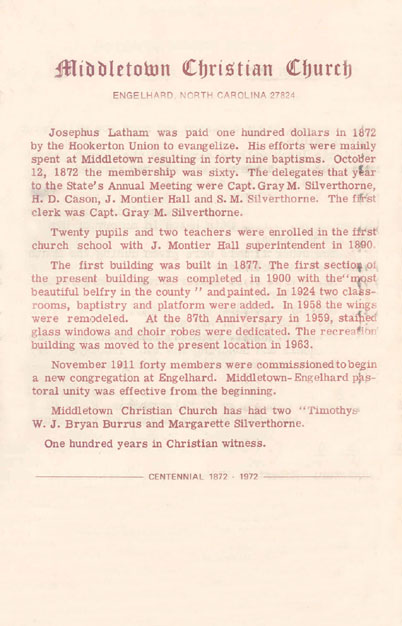 Middletown Christian Church
ENGELHARD, NORTH CAROLINA 27824
Josephus Latham was paid one hundred dollars in 1872
by the Hookerton Union to evangelize. His efforts were mainly
spent at Middletown resulting in forty nine baptisms. October
12, 1872 the membership was sixty. The delegates that year
to the State's Annual Meeting were Capt. Gray M. Silverthorne,
H. D. Cason, J. Montier Hall and S. M. Silverthorne. The first
clerk was Capt. Gray M. Silverthorne.
Twenty pupils and two teachers were enrolled in the first
church school with J. Montier Hall superintendent in 1890.
The first building was built in 1877. The first section of
the present building was completed in 1900 with the "most
beautiful belfry in the county " and painted. In 1924 two class-
rooms, baptistry and platform were added. In 1958 the wings
were remodeled. At the 87th Anniversary in 1959, stained
glass windows and choir robes were dedicated. The recreation
building was moved to the present location in 1963.
November 1911 forty members were commissioned to begin
a new congregation at Engelhard. Middletown-Engelhard pas-
toral unity was effective from the beginning.
Middletown Christian Church has had two "Timothys
W. J. Bryan Burrus and Margarette Silverthorne.
One hundred years in Christian witness.
CENTENNIAL 1872 - 1972